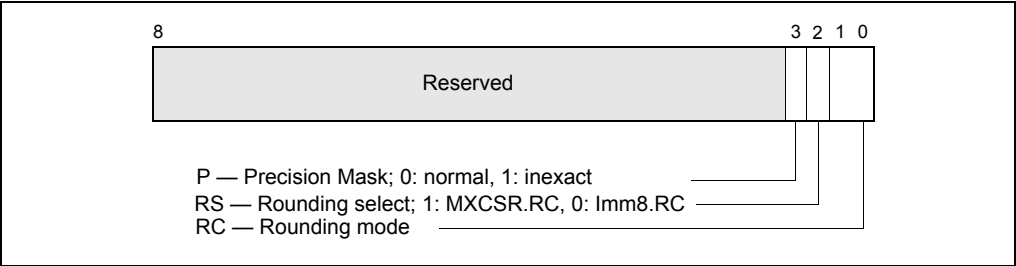 8 3 2 1 0
Reserved
P — Precision Mask; 0: normal, 1: inexact
RS — Rounding select; 1: MXCSR.RC, 0: Imm8.RC
RC — Rounding mode